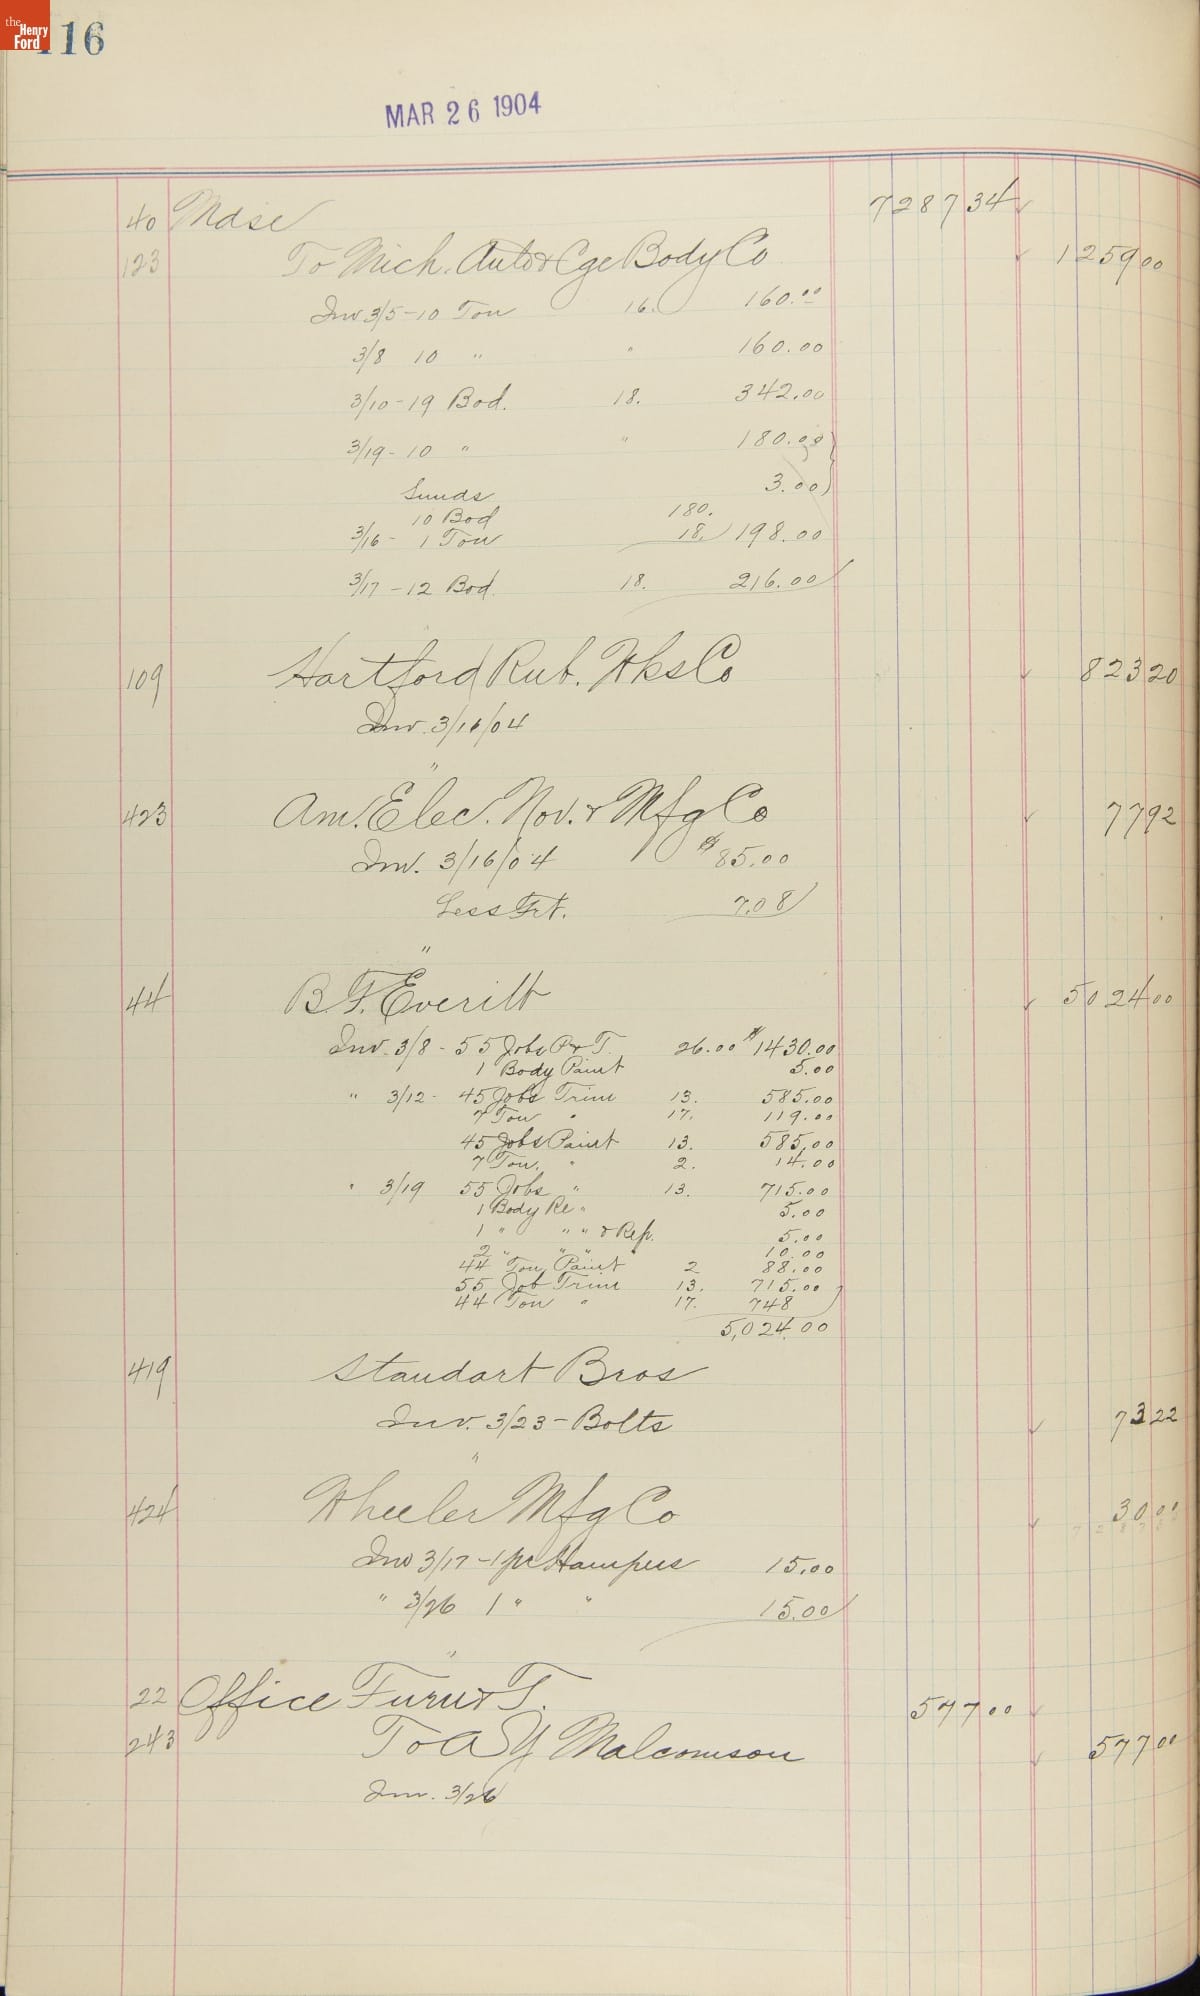 the Henry Ford
116
MAR 26 1904
40 Mdse 7287 34
123 To Mich. Auto & Cge Body Co 1259 00
Inv 3/5 - 10 Ton 16. 160.00
3/8 10 " " 160.00
3/10 - 19 Bod. 18. 342.00
3/19 - 10 " " 180.00
Sunds 3.00
10 Bod 180.
3/16 - 1 Ton 18. 198.00
3/17 - 12 Bod. 18. 216.00
109 Hartford Rub. Wks Co 823 20
Inv. 3/16/04
"
423 Am. Elec. Nov. & Mfg Co 77 92
Inv. 3/16/04 $85.00
Less Frt. 7.08
"
44 B. F. Everitt 5024 00
Inv. 3/8 - 55 Jobs P & T. 26.00 $1430.00
1 Body Paint 5.00
" 3/12 - 45 Jobs Trim 13. 585.00
7 Ton " 17. 119.00
45 Jobs Paint 13. 585.00
7 Ton. " 2. 14.00
" 3/19 55 Jobs " 13. 715.00
1 Body Re " 5.00
1 " " " & Rep. 5.00
2 " " " 10.00
44 Ton Paint 2 88.00
55 Job Trim 13. 715.00
44 Ton " 17. 748
5,024.00
419 Standart Bros
Inv. 3/23 - Bolts 73 22
"
424 Wheeler Mfg Co 30 00
Inv 3/17 - 1 pr Hampers 15.00
" 3/26 1 " " 15.00
"
22 Office Furn & T. 577 00
243 To A Y Malcomson 577 00
Inv. 3/26